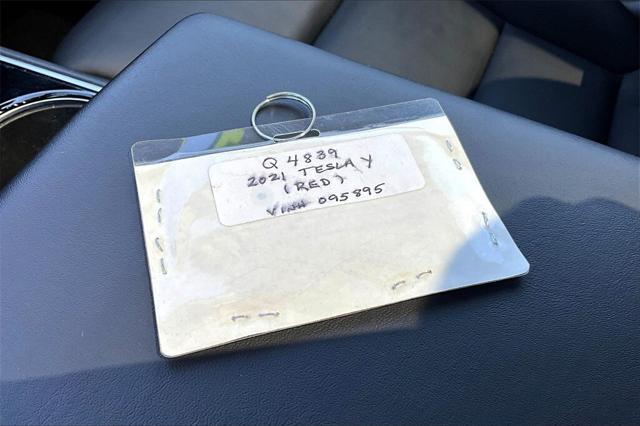 Q 4839
2021 TESLA Y
(RED)
VIN# 095895